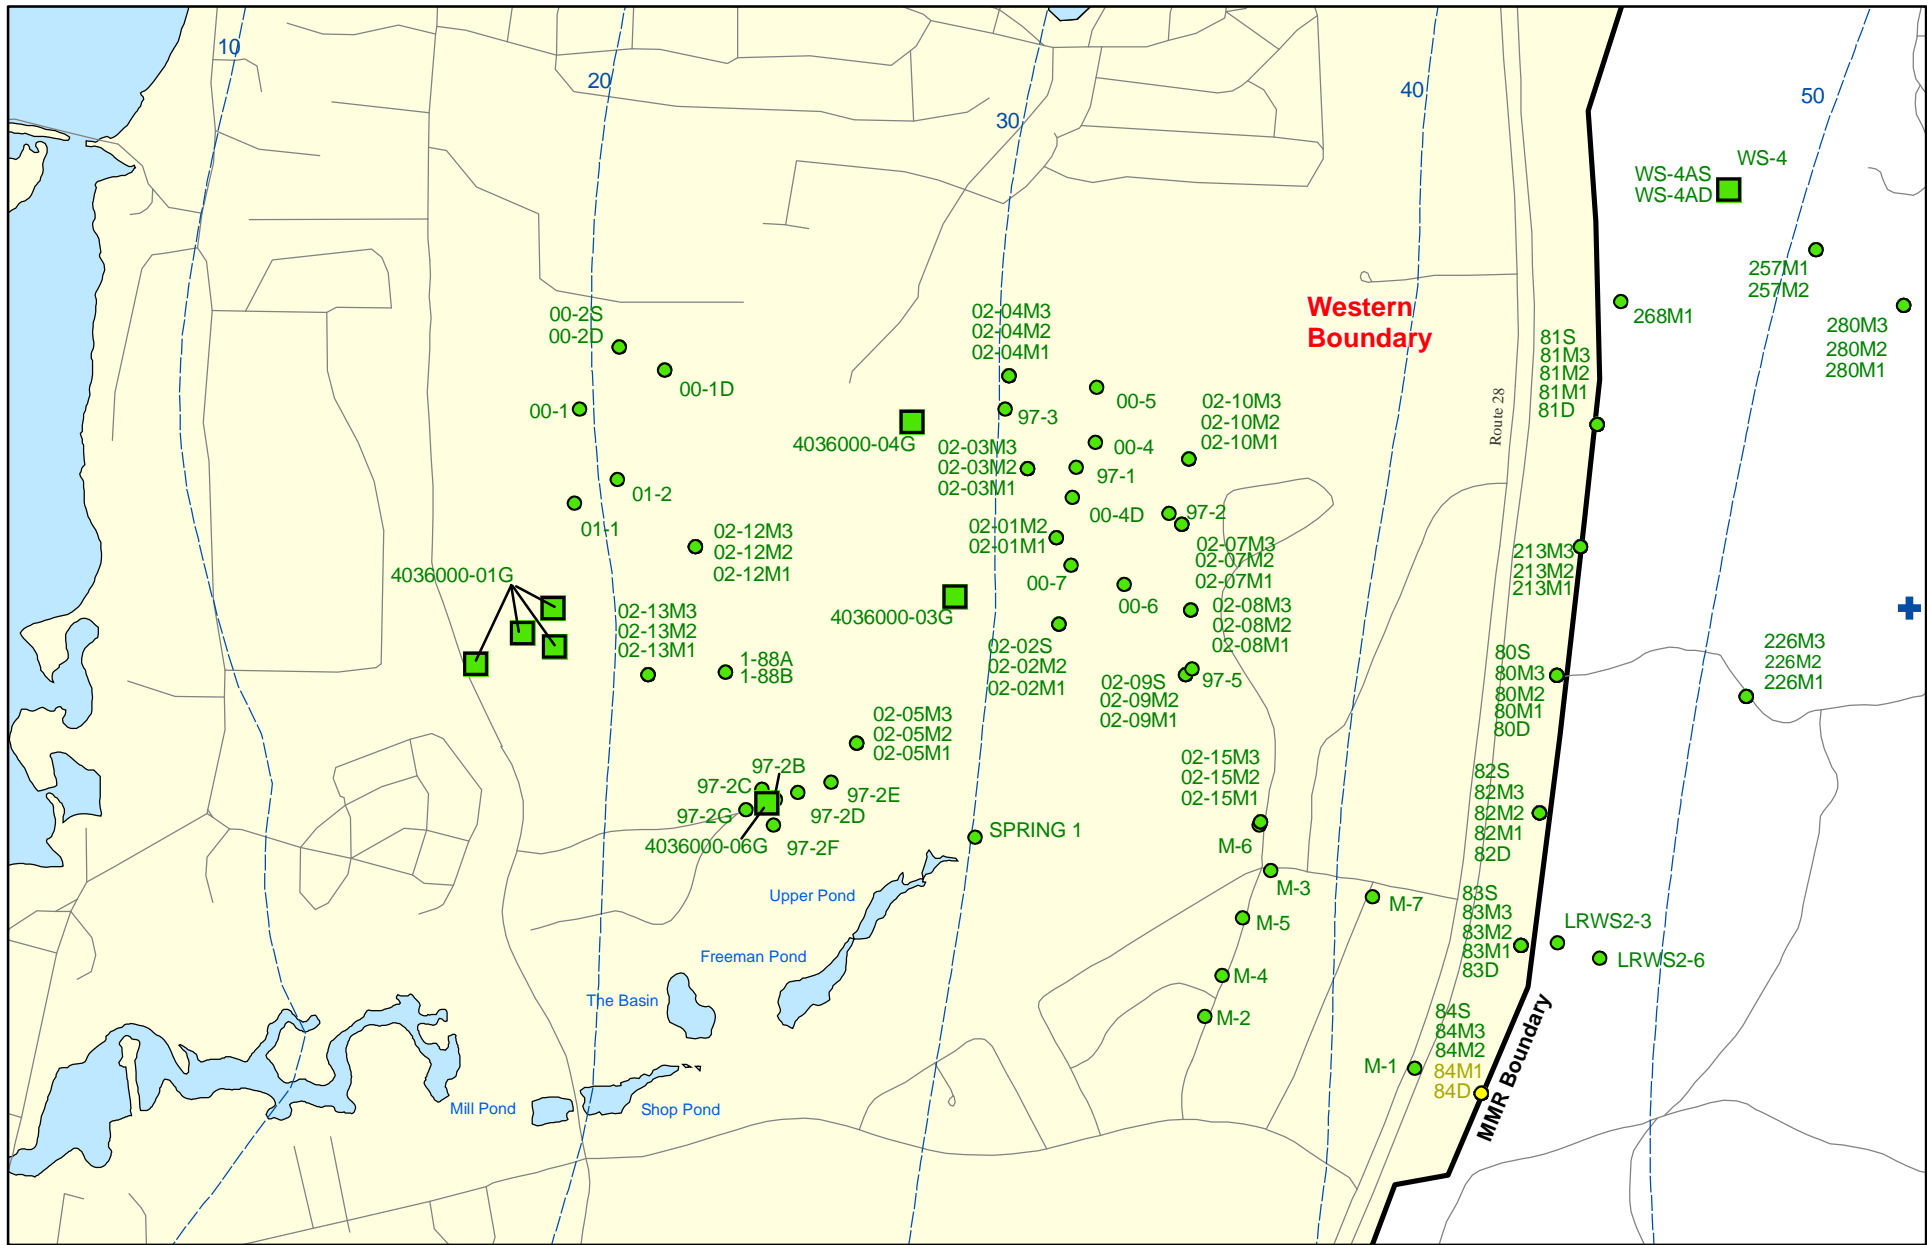 10
20
30
40
50
WS-4
WS-4AS
WS-4AD
257M1
257M2
268M1
280M3
280M2
280M1
Western
Boundary
00-2S
00-2D
00-1D
00-1
02-04M3
02-04M2
02-04M1
97-3
00-5
4036000-04G
02-03M3
02-03M2
02-03M1
00-4
97-1
02-10M3
02-10M2
02-10M1
Route 28
81S
81M3
81M2
81M1
81D
01-2
01-1
00-4D
97-2
02-01M2
02-01M1
02-12M3
02-12M2
02-12M1
02-07M3
02-07M2
02-07M1
213M3
213M2
213M1
4036000-01G
00-7
00-6
4036000-03G
02-13M3
02-13M2
02-13M1
02-08M3
02-08M2
02-08M1
1-88A
1-88B
02-02S
02-02M2
02-02M1
97-5
02-09S
02-09M2
02-09M1
80S
80M3
80M2
80M1
80D
226M3
226M2
226M1
02-05M3
02-05M2
02-05M1
97-2B
97-2C
97-2E
97-2G
97-2D
4036000-06G
97-2F
02-15M3
02-15M2
02-15M1
82S
82M3
82M2
82M1
82D
SPRING 1
M-6
M-3
M-7
M-5
Upper Pond
83S
83M3
83M2
83M1
83D
LRWS2-3
LRWS2-6
Freeman Pond
M-4
The Basin
M-2
84S
84M3
84M2
84M1
84D
M-1
MMR Boundary
Mill Pond
Shop Pond